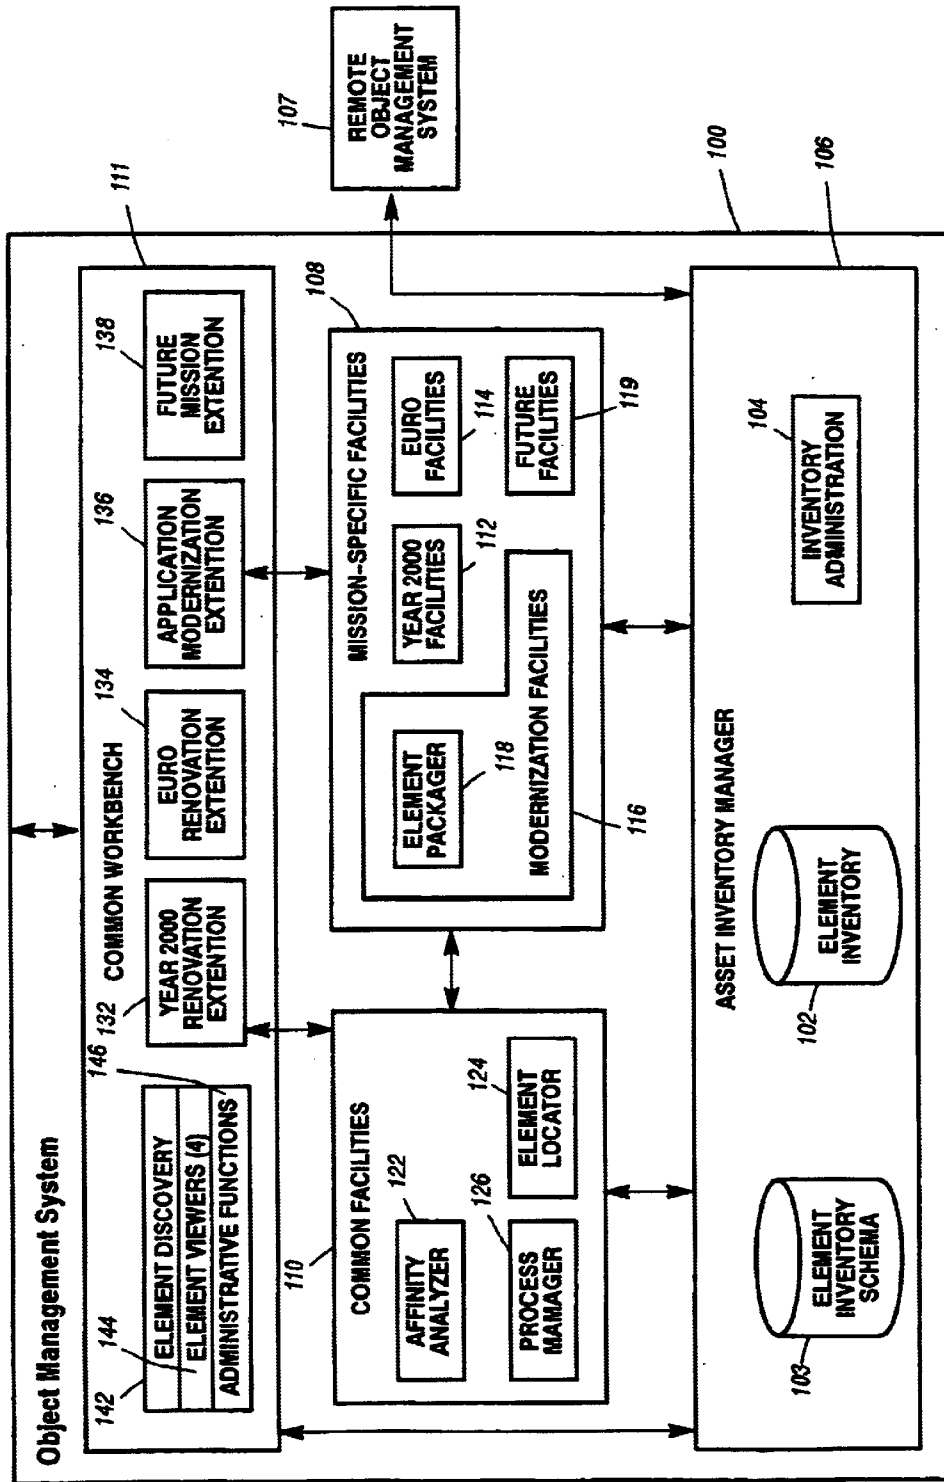 Object Management System
111
COMMON WORKBENCH
142
144
146
ELEMENT DISCOVERY
ELEMENT VIEWERS (4)
ADMINISTRATIVE FUNCTIONS
132
YEAR 2000
RENOVATION
EXTENTION
134
EURO
RENOVATION
EXTENTION
136
APPLICATION
MODERNIZATION
EXTENTION
138
FUTURE
MISSION
EXTENTION
107
REMOTE
OBJECT
MANAGEMENT
SYSTEM
110
COMMON FACILITIES
122
AFFINITY
ANALYZER
124
ELEMENT
LOCATOR
126
PROCESS
MAMAGER
108
MISSION-SPECIFIC FACILITIES
ELEMENT
PACKAGER
118
YEAR 2000
FACILITIES
112
EURO
FACILITIES
114
MODERNIZATION FACILITIES
116
FUTURE
FACILITIES
119
100
106
ASSET INVENTORY MANAGER
ELEMENT
INVENTORY
SCHEMA
103
ELEMENT
INVENTORY
102
104
INVENTORY
ADMINISTRATION